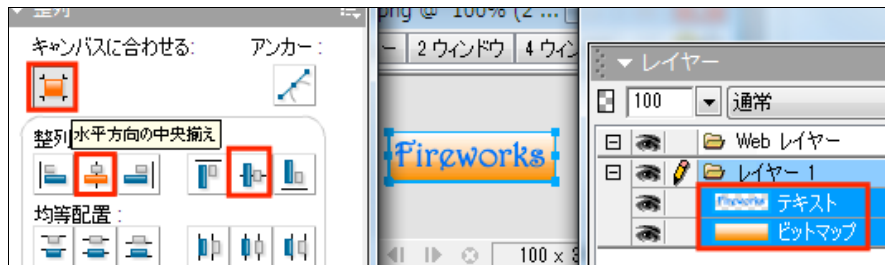 整列
キャンバスに合わせる:
アンカー:
水平方向の中央揃え
整列
均等配置:
png @ 100% (2 ...
2 ウィンドウ
4 ウィン
Fireworks
100 x
レイヤー
100
通常
Web レイヤー
レイヤー 1
Fireworks テキスト
ビットマップ